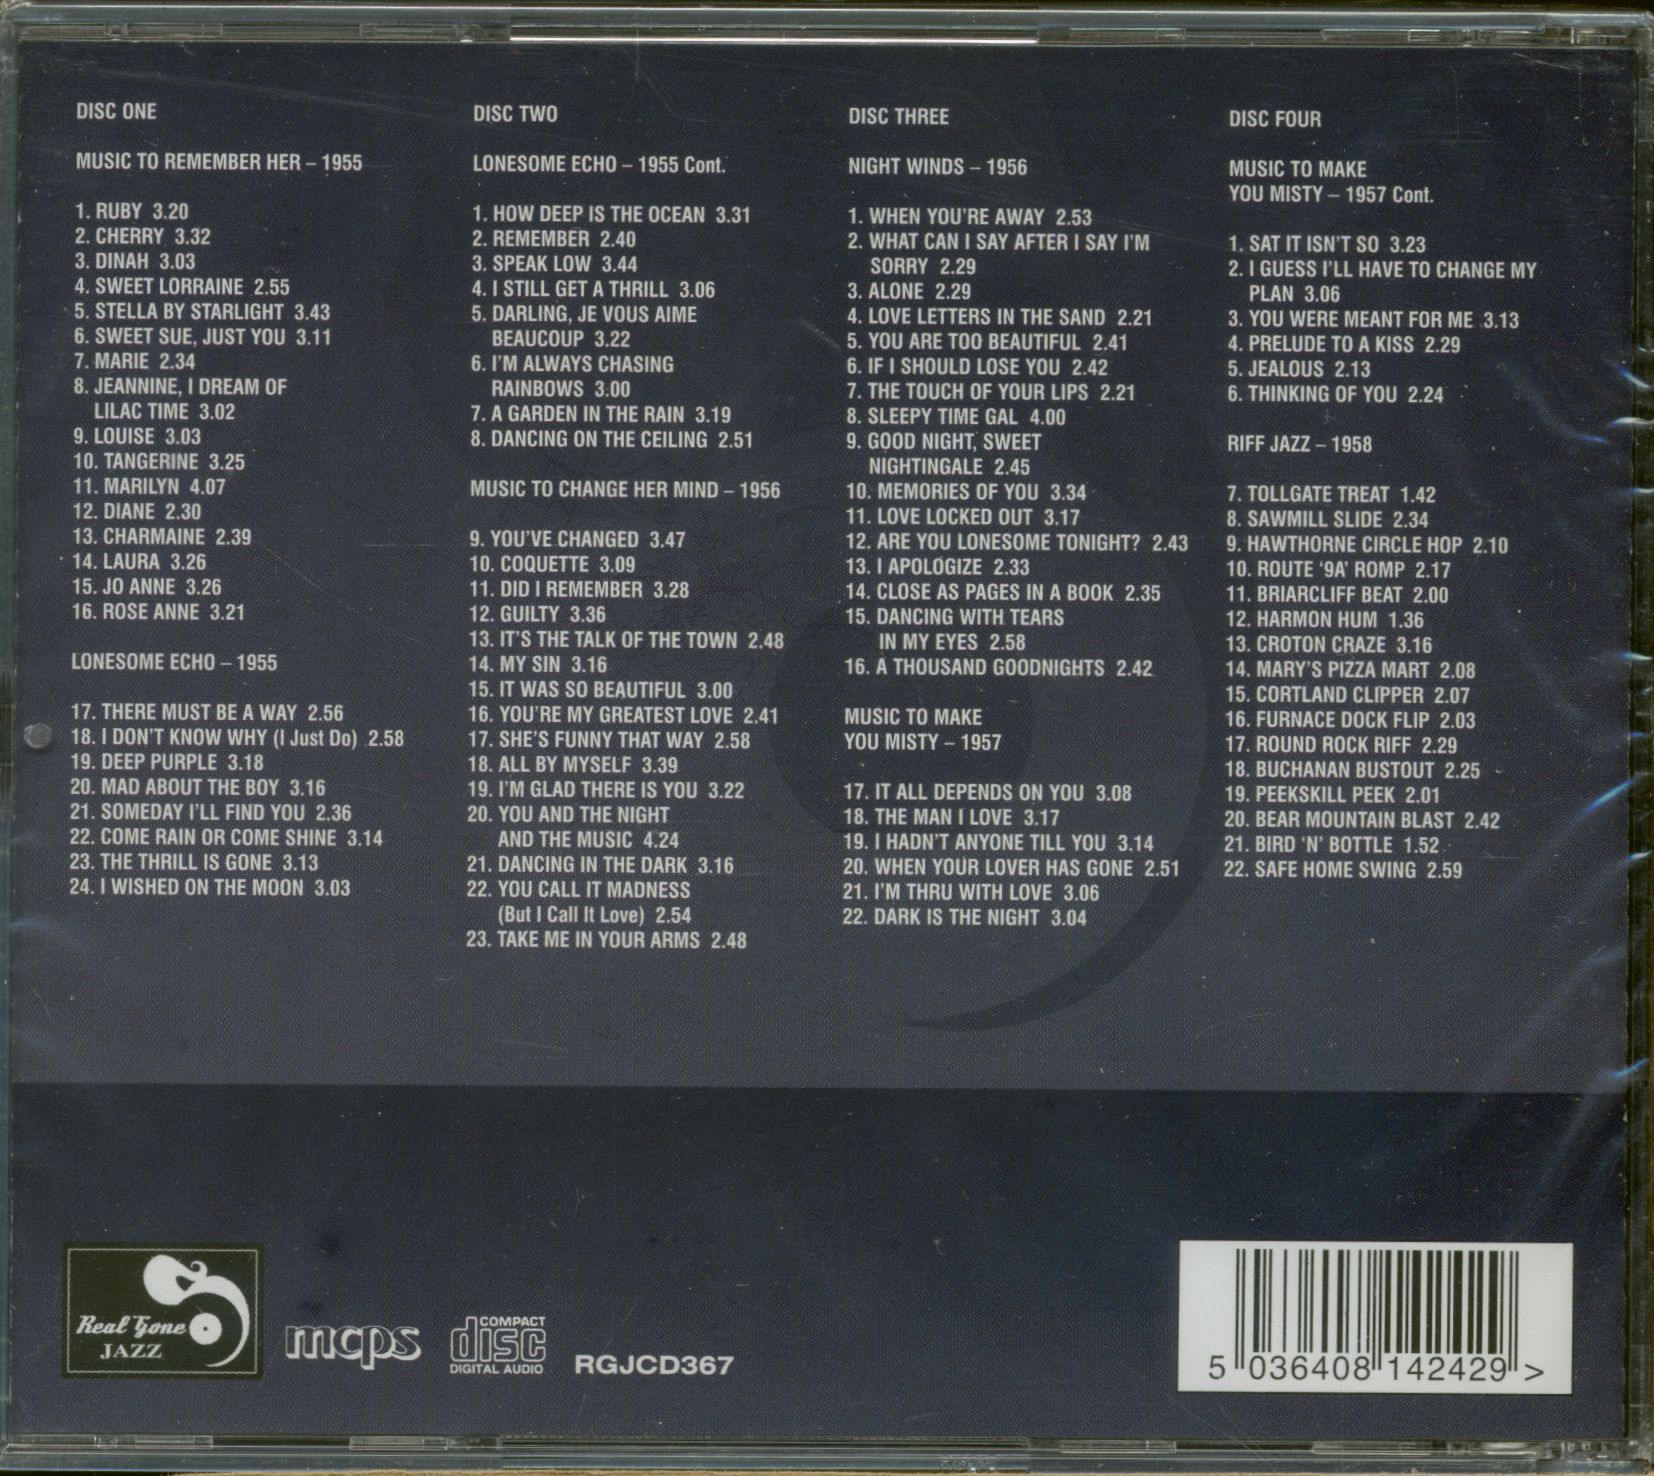 DISC ONE
MUSIC TO REMEMBER HER – 1955
1. RUBY 3.20
2. CHERRY 3.32
3. DINAH 3.03
4. SWEET LORRAINE 2.55
5. STELLA BY STARLIGHT 3.43
6. SWEET SUE, JUST YOU 3.11
7. MARIE 2.34
8. JEANNINE, I DREAM OF
LILAC TIME 3.02
9. LOUISE 3.03
10. TANGERINE 3.25
11. MARILYN 4.07
12. DIANE 2.30
13. CHARMAINE 2.39
14. LAURA 3.26
15. JO ANNE 3.26
16. ROSE ANNE 3.21
LONESOME ECHO – 1955
17. THERE MUST BE A WAY 2.56
18. I DON'T KNOW WHY (I Just Do) 2.58
19. DEEP PURPLE 3.18
20. MAD ABOUT THE BOY 3.16
21. SOMEDAY I'LL FIND YOU 2.36
22. COME RAIN OR COME SHINE 3.14
23. THE THRILL IS GONE 3.13
24. I WISHED ON THE MOON 3.03
DISC TWO
LONESOME ECHO – 1955 Cont.
1. HOW DEEP IS THE OCEAN 3.31
2. REMEMBER 2.40
3. SPEAK LOW 3.44
4. I STILL GET A THRILL 3.06
5. DARLING, JE VOUS AIME
BEAUCOUP 3.22
6. I'M ALWAYS CHASING
RAINBOWS 3.00
7. A GARDEN IN THE RAIN 3.19
8. DANCING ON THE CEILING 2.51
MUSIC TO CHANGE HER MIND – 1956
9. YOU'VE CHANGED 3.47
10. COQUETTE 3.09
11. DID I REMEMBER 3.28
12. GUILTY 3.36
13. IT'S THE TALK OF THE TOWN 2.48
14. MY SIN 3.16
15. IT WAS SO BEAUTIFUL 3.00
16. YOU'RE MY GREATEST LOVE 2.41
17. SHE'S FUNNY THAT WAY 2.58
18. ALL BY MYSELF 3.39
19. I'M GLAD THERE IS YOU 3.22
20. YOU AND THE NIGHT
AND THE MUSIC 4.24
21. DANCING IN THE DARK 3.16
22. YOU CALL IT MADNESS
(But I Call It Love) 2.54
23. TAKE ME IN YOUR ARMS 2.48
DISC THREE
NIGHT WINDS – 1956
1. WHEN YOU'RE AWAY 2.53
2. WHAT CAN I SAY AFTER I SAY I'M
SORRY 2.29
3. ALONE 2.29
4. LOVE LETTERS IN THE SAND 2.21
5. YOU ARE TOO BEAUTIFUL 2.41
6. IF I SHOULD LOSE YOU 2.42
7. THE TOUCH OF YOUR LIPS 2.21
8. SLEEPY TIME GAL 4.00
9. GOOD NIGHT, SWEET
NIGHTINGALE 2.45
10. MEMORIES OF YOU 3.34
11. LOVE LOCKED OUT 3.17
12. ARE YOU LONESOME TONIGHT? 2.43
13. I APOLOGIZE 2.33
14. CLOSE AS PAGES IN A BOOK 2.35
15. DANCING WITH TEARS
IN MY EYES 2.58
16. A THOUSAND GOODNIGHTS 2.42
MUSIC TO MAKE
YOU MISTY – 1957
17. IT ALL DEPENDS ON YOU 3.08
18. THE MAN I LOVE 3.17
19. I HADN'T ANYONE TILL YOU 3.14
20. WHEN YOUR LOVER HAS GONE 2.51
21. I'M THRU WITH LOVE 3.06
22. DARK IS THE NIGHT 3.04
DISC FOUR
MUSIC TO MAKE
YOU MISTY – 1957 Cont.
1. SAT IT ISN'T SO 3.23
2. I GUESS I'LL HAVE TO CHANGE MY
PLAN 3.06
3. YOU WERE MEANT FOR ME 3.13
4. PRELUDE TO A KISS 2.29
5. JEALOUS 2.13
6. THINKING OF YOU 2.24
RIFF JAZZ – 1958
7. TOLLGATE TREAT 1.42
8. SAWMILL SLIDE 2.34
9. HAWTHORNE CIRCLE HOP 2.10
10. ROUTE ‘9A’ ROMP 2.17
11. BRIARCLIFF BEAT 2.00
12. HARMON HUM 1.36
13. CROTON CRAZE 3.16
14. MARY'S PIZZA MART 2.08
15. CORTLAND CLIPPER 2.07
16. FURNACE DOCK FLIP 2.03
17. ROUND ROCK RIFF 2.29
18. BUCHANAN BUSTOUT 2.25
19. PEEKSKILL PEEK 2.01
20. BEAR MOUNTAIN BLAST 2.42
21. BIRD ‘N’ BOTTLE 1.52
22. SAFE HOME SWING 2.59
Real Gone
JAZZ
mcps
COMPACT
disc
DIGITAL AUDIO
RGJCD367
5 036408 142429 >